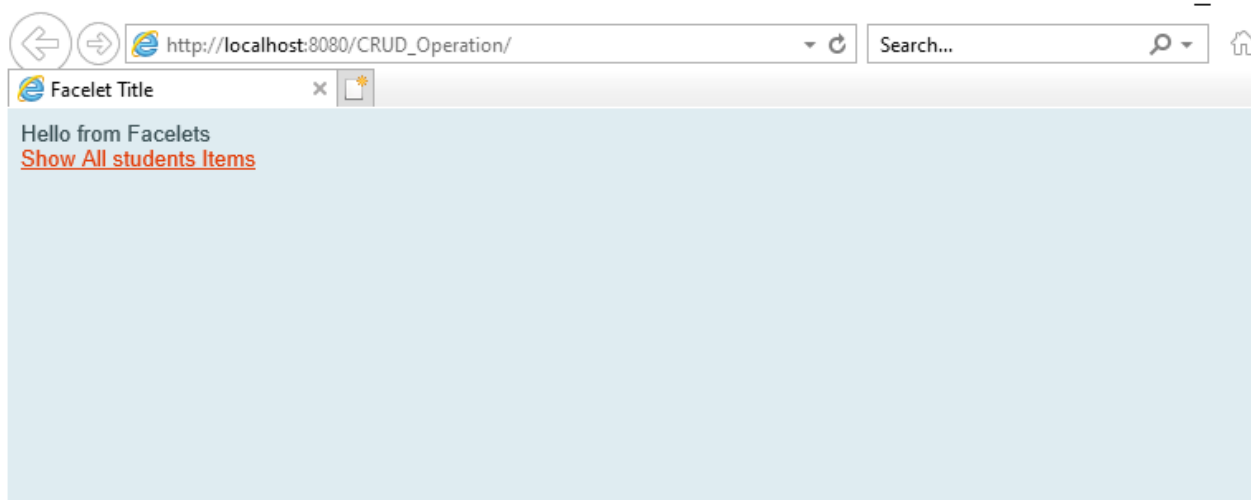 http://localhost:8080/CRUD_Operation/
Search...
Facelet Title
Hello from Facelets
Show All students Items